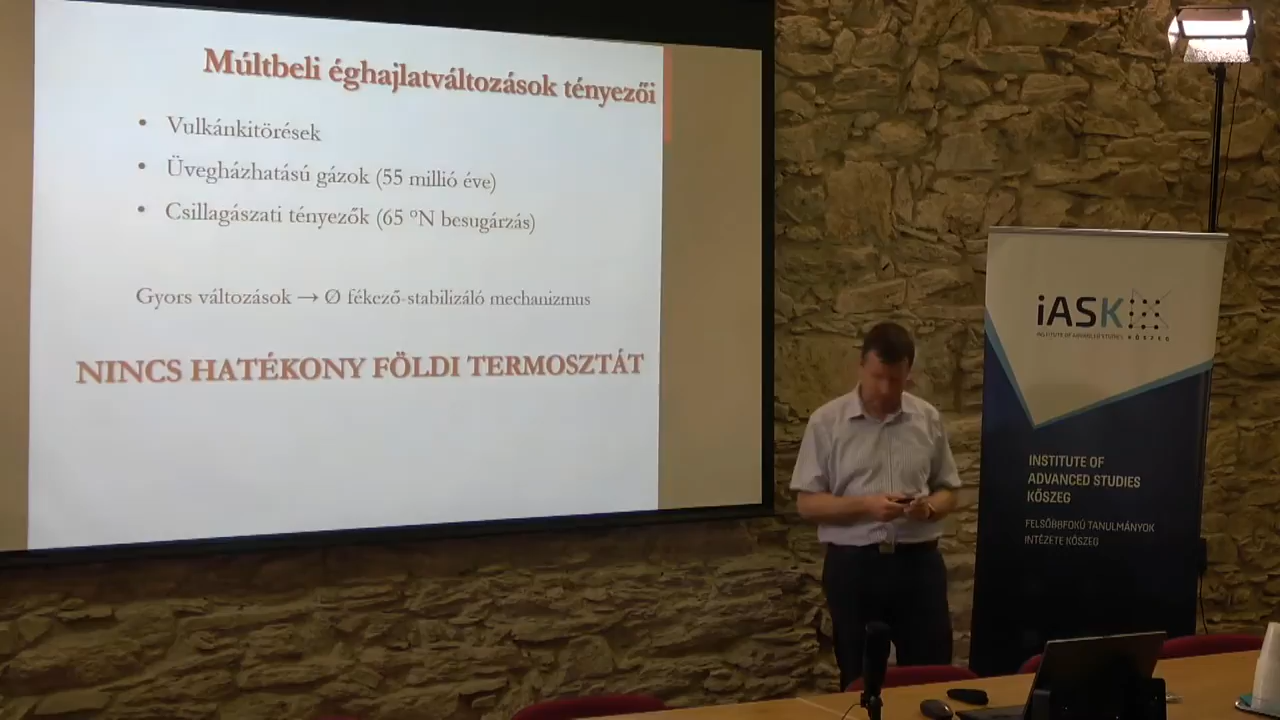 Múltbeli éghajlatváltozások tényezői
• Vulkánkitörések
• Üvegházhatású gázok (55 millió éve)
• Csillagászati tényezők (65 °N besugárzás)
Gyors változások → Ø fékező-stabilizáló mechanizmus
NINCS HATÉKONY FÖLDI TERMOSZTÁT
iASK
INSTITUTE OF ADVANCED STUDIES KŐSZEG
INSTITUTE OF
ADVANCED STUDIES
KŐSZEG
FELSŐBBFOKÚ TANULMÁNYOK
INTÉZETE KŐSZEG